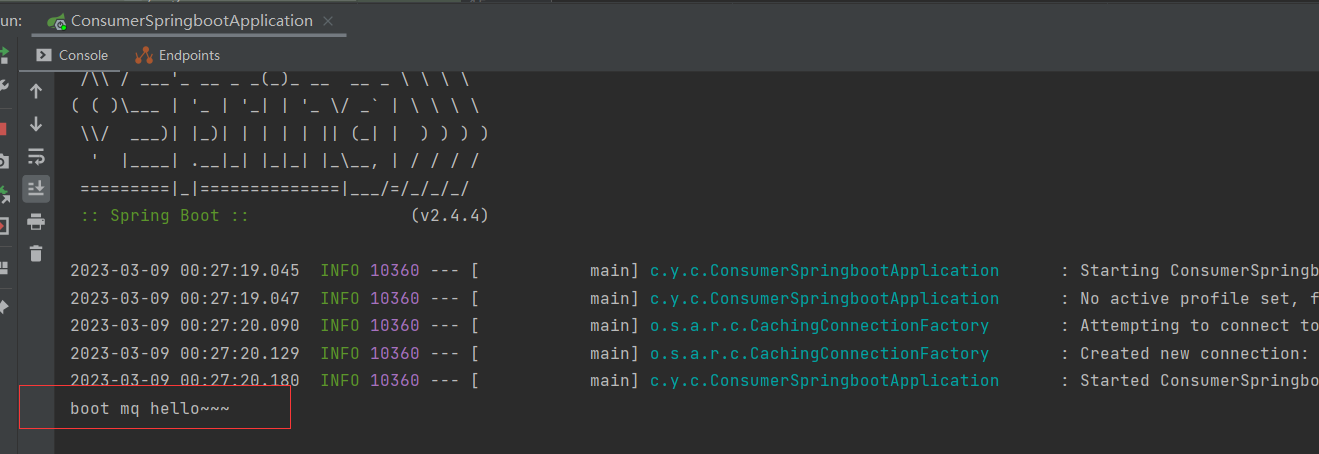 un: ConsumerSpringbootApplication
Console Endpoints
 /\\ / ___'_ __ _ _(_)_ __  __ _ \ \ \ \
( ( )\___ | '_ | '_| | '_ \/ _` | \ \ \ \
 \\/  ___)| |_)| | | | | || (_| |  ) ) ) )
  '  |____| .__|_| |_|_| |_\__, | / / / /
 =========|_|==============|___/=/_/_/_/
 :: Spring Boot ::                (v2.4.4)
2023-03-09 00:27:19.045  INFO 10360 --- [           main] c.y.c.ConsumerSpringbootApplication      : Starting ConsumerSpringb
2023-03-09 00:27:19.047  INFO 10360 --- [           main] c.y.c.ConsumerSpringbootApplication      : No active profile set, f
2023-03-09 00:27:20.090  INFO 10360 --- [           main] o.s.a.r.c.CachingConnectionFactory       : Attempting to connect to
2023-03-09 00:27:20.129  INFO 10360 --- [           main] o.s.a.r.c.CachingConnectionFactory       : Created new connection:
2023-03-09 00:27:20.180  INFO 10360 --- [           main] c.y.c.ConsumerSpringbootApplication      : Started ConsumerSpringbo
boot mq hello~~~